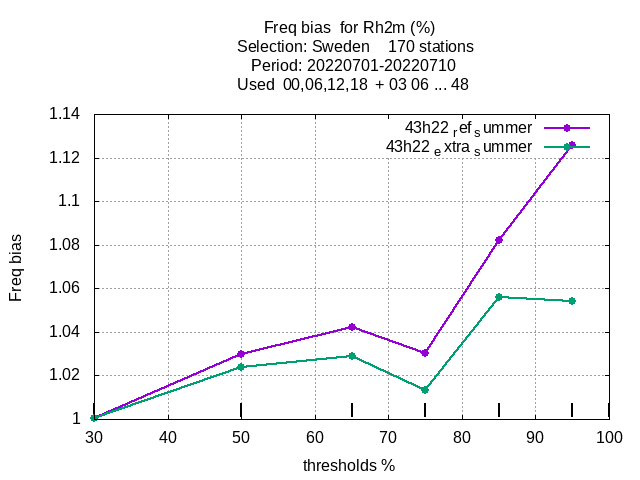 Freq bias  for Rh2m (%)
Selection: Sweden    170 stations
Period: 20220701-20220710
Used  00,06,12,18  + 03 06 ... 48
1.14
1.12
1.1
1.08
1.06
1.04
1.02
1
Freq bias
43h22 ref summer
43h22 extra summer
30 40 50 60 70 80 90 100
thresholds %